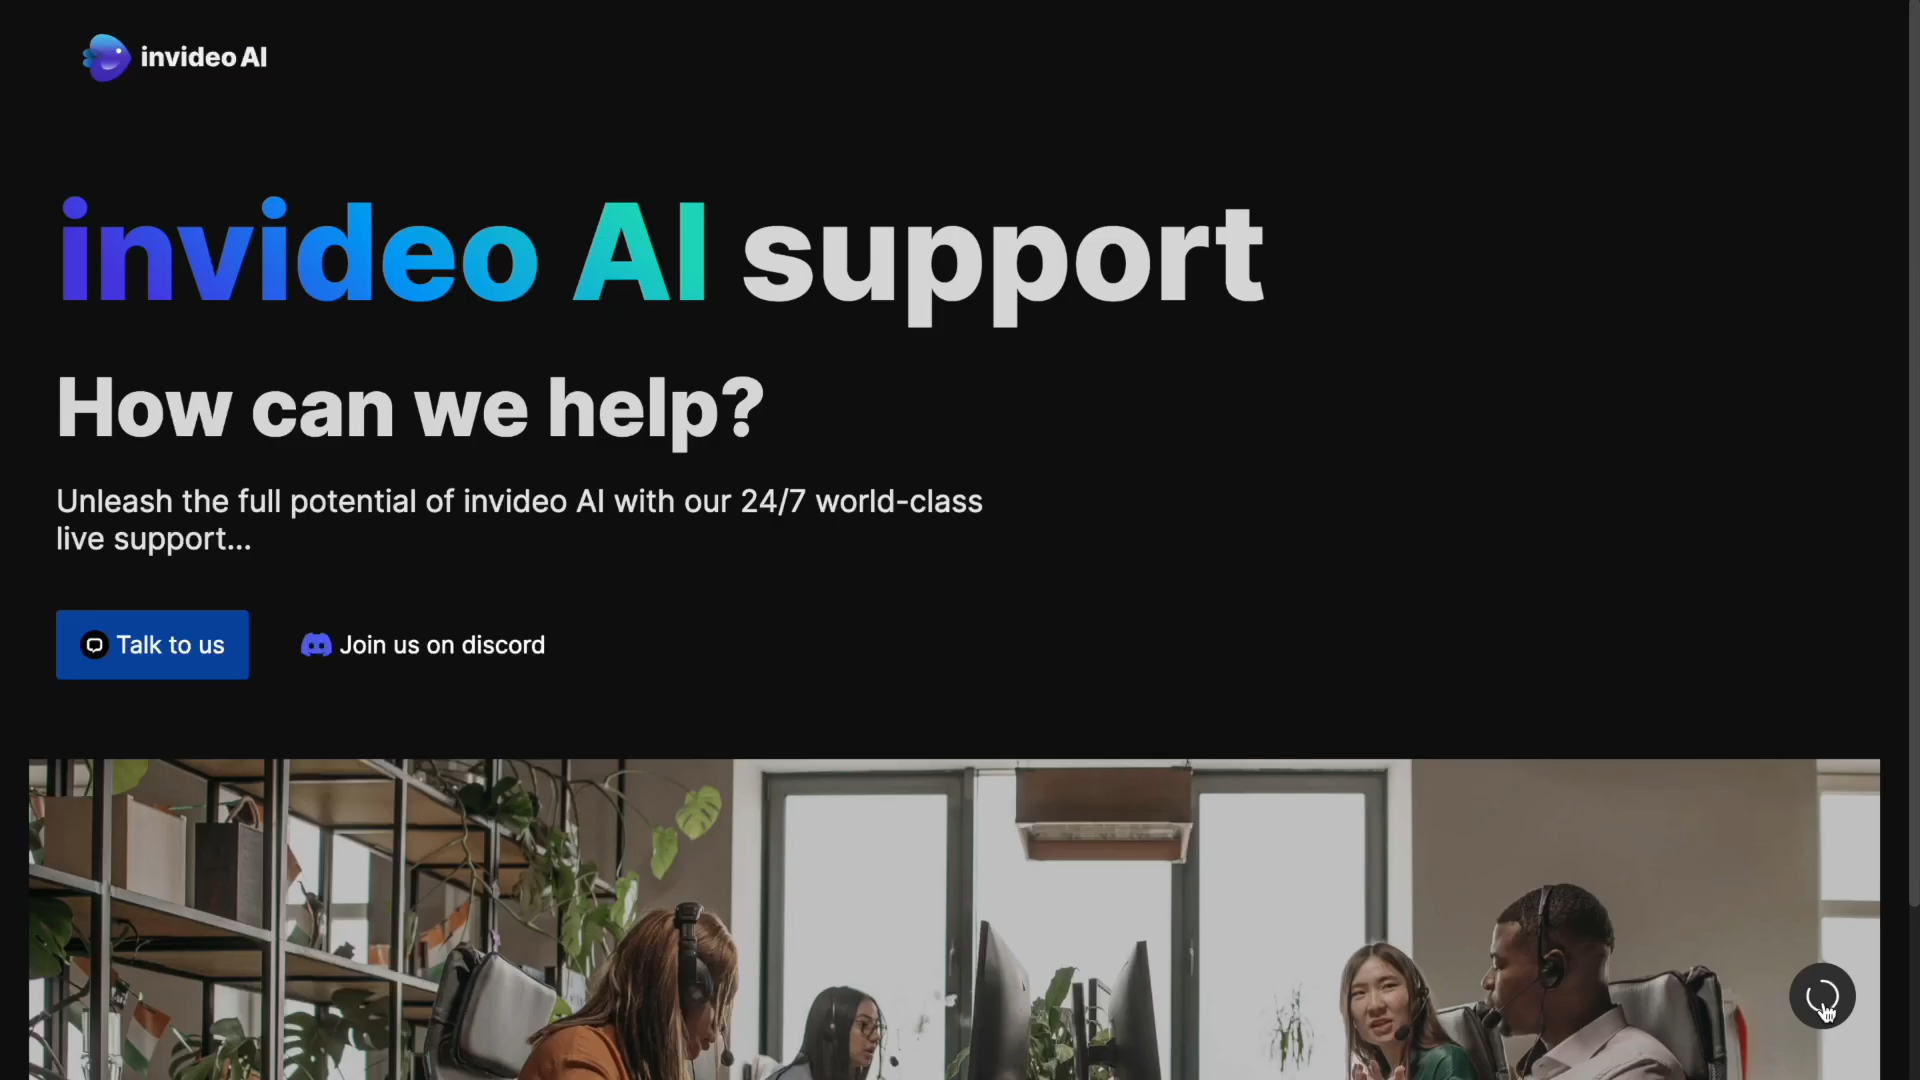 invideo AI
invideo AI support
How can we help?
Unleash the full potential of invideo AI with our 24/7 world-class
live support...
Talk to us
Join us on discord